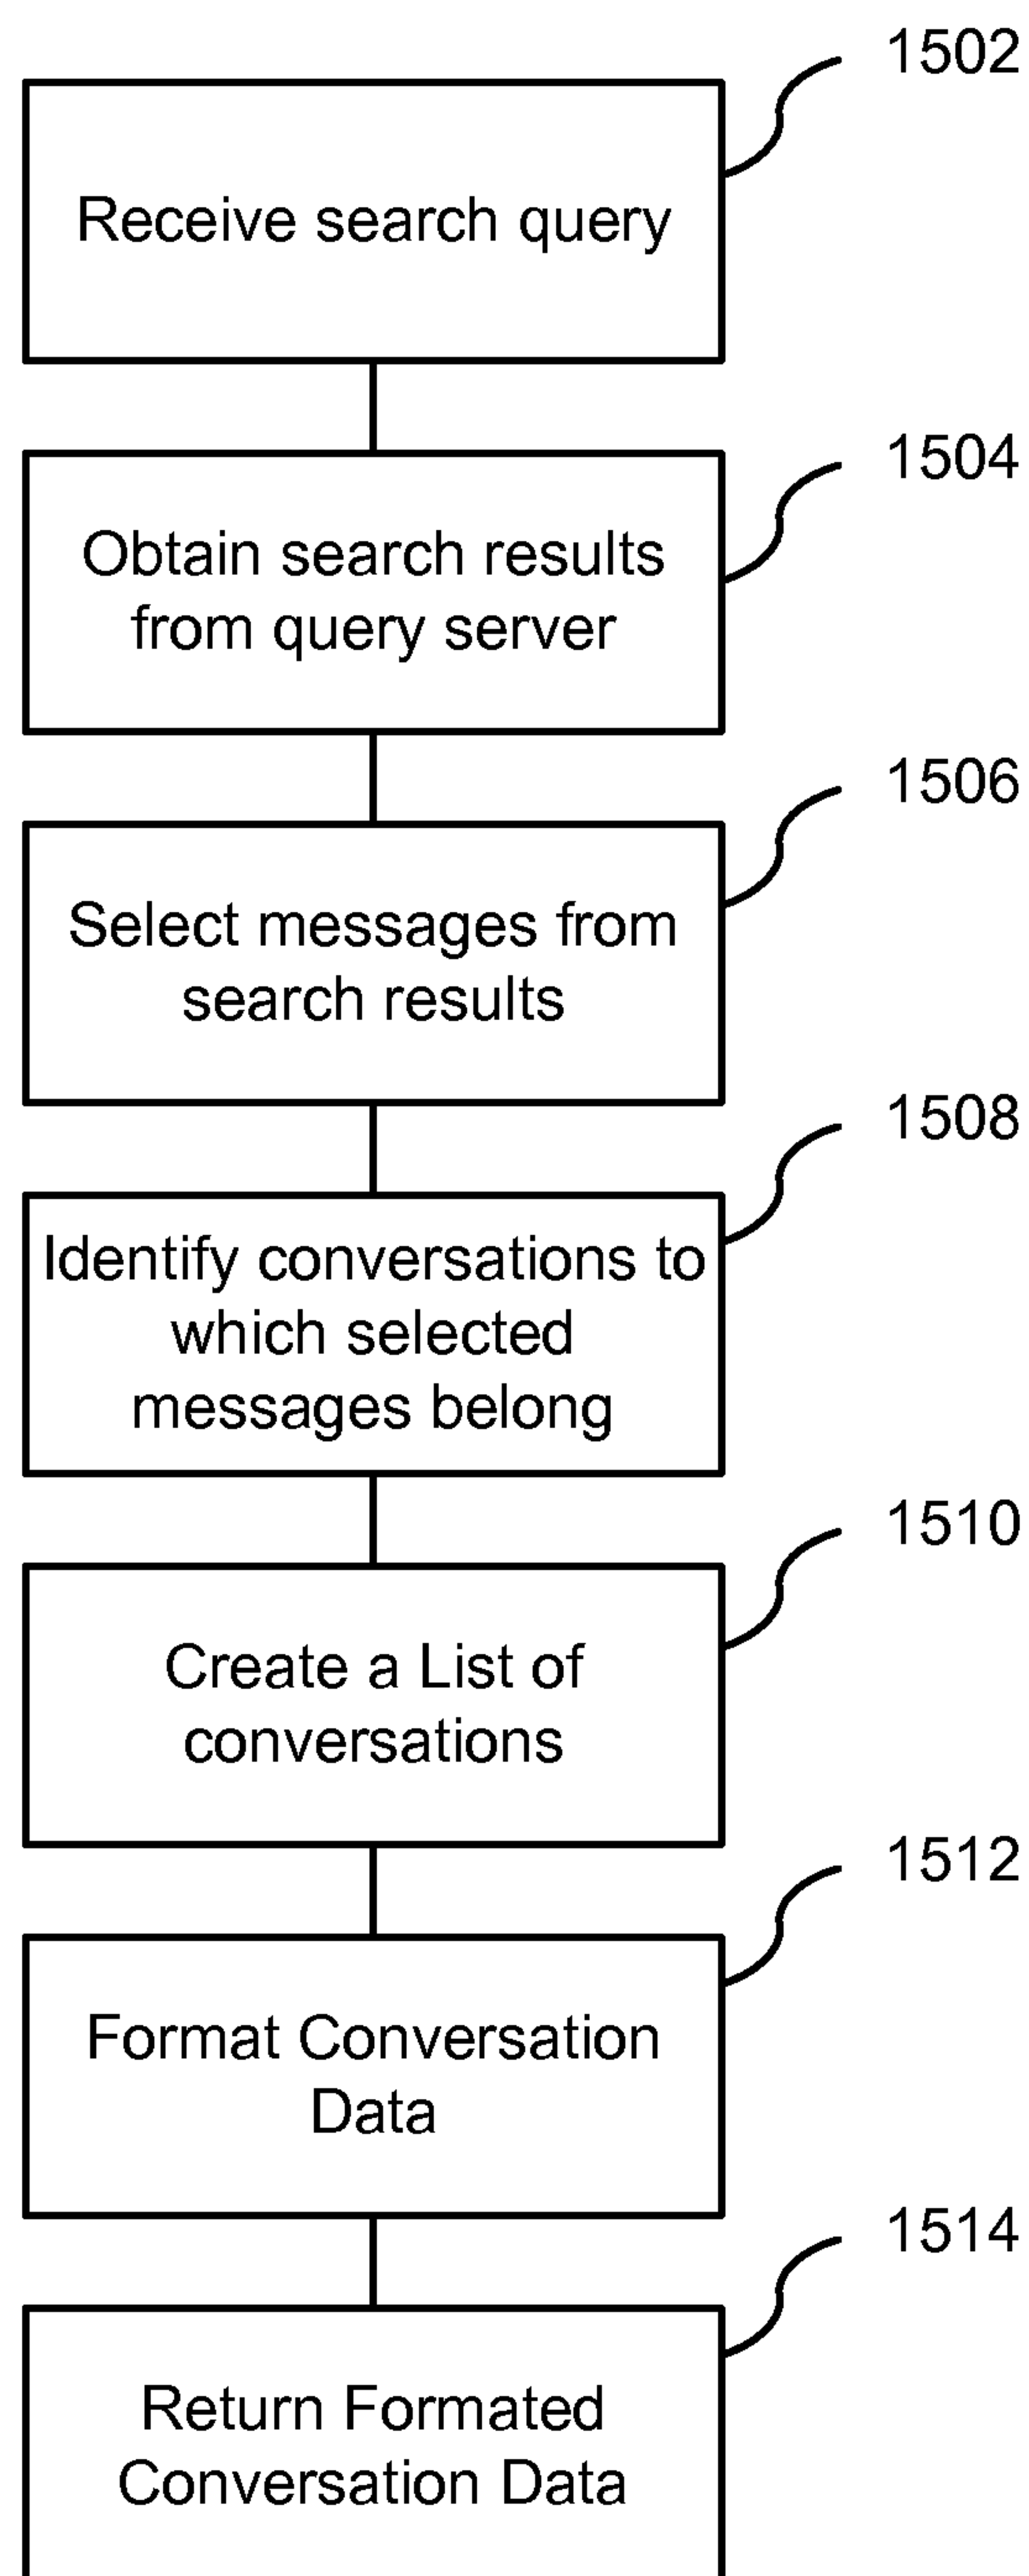 1502
Receive search query
1504
Obtain search results
from query server
1506
Select messages from
search results
1508
Identify conversations to
which selected
messages belong
1510
Create a List of
conversations
1512
Format Conversation
Data
1514
Return Formated
Conversation Data